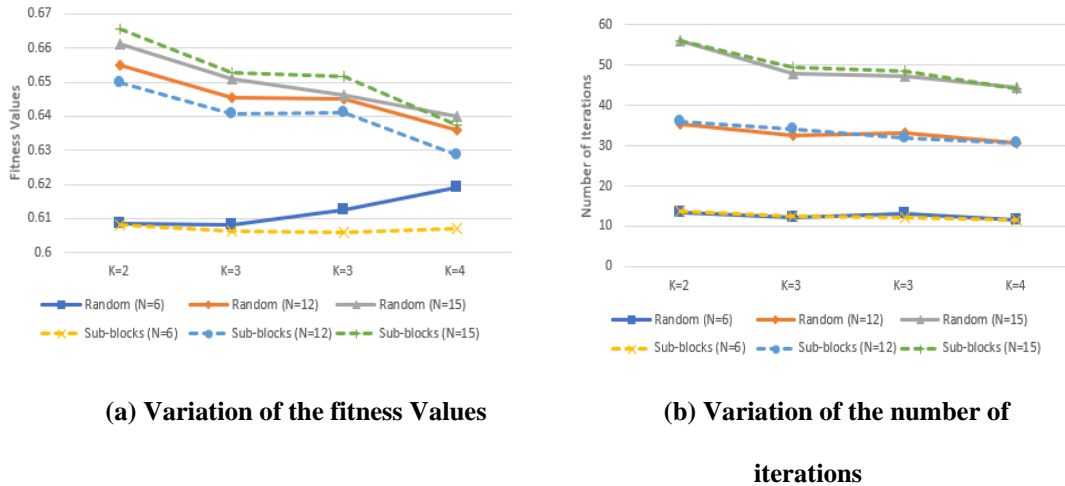 0.67
0.66
0.65
0.64
0.63
0.62
0.61
0.6
Fitness Values
K=2 K=3 K=3 K=4
Random (N=6) Random (N=12) Random (N=15)
Sub-blocks (N=6) Sub-blocks (N=12) Sub-blocks (N=15)
(a) Variation of the fitness Values
60
50
40
30
20
10
0
Number of iterations
K=2 K=3 K=3 K=4
Random (N=6) Random (N=12) Random (N=15)
Sub-blocks (N=6) Sub-blocks (N=12) Sub-blocks (N=15)
(b) Variation of the number of
iterations